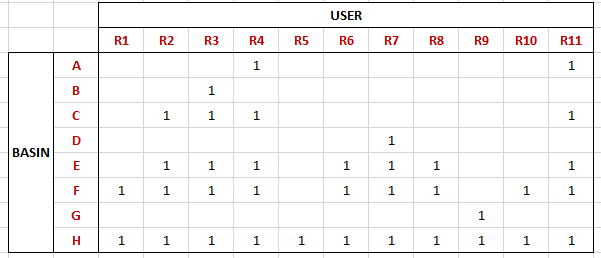 USER
R1 R2 R3 R4 R5 R6 R7 R8 R9 R10 R11
A 1 1
B 1
C 1 1 1 1
D 1
BASIN
E 1 1 1 1 1 1 1
F 1 1 1 1 1 1 1 1 1
G 1
H 1 1 1 1 1 1 1 1 1 1 1